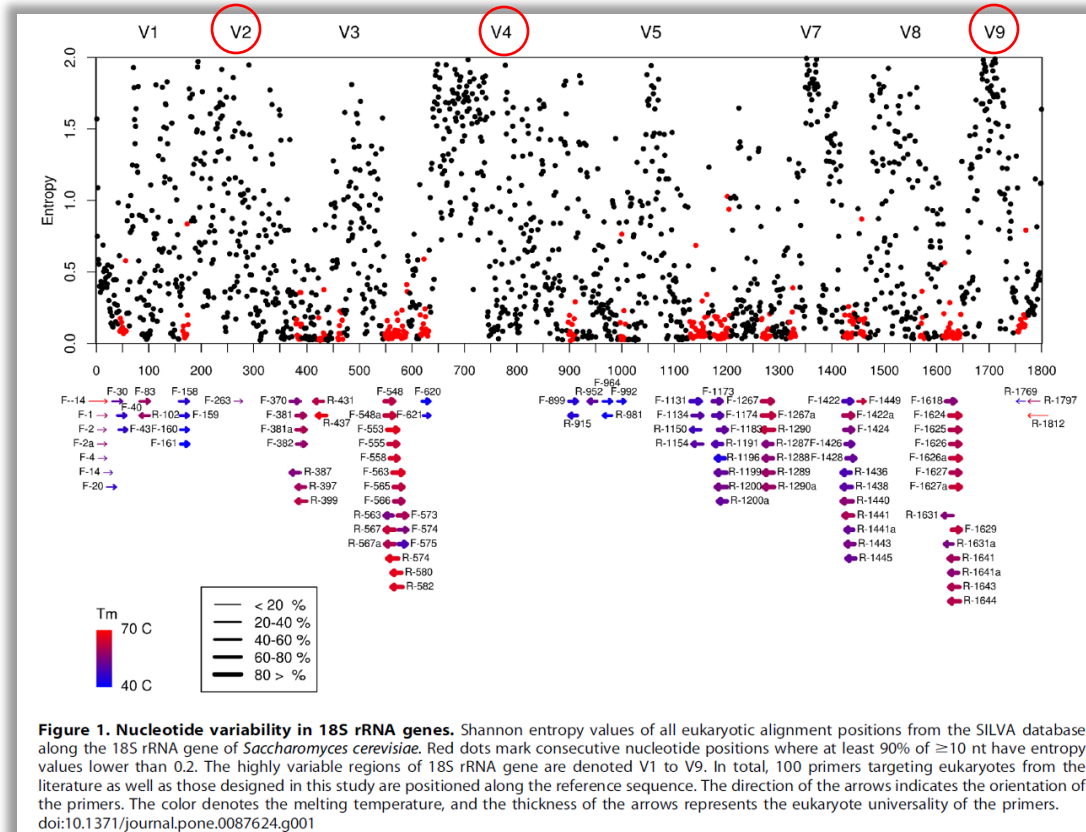 V1 V2 V3 V4 V5 V7 V8 V9
2.0
1.5
1.0
0.5
0.0
Entropy
0 100 200 300 400 500 600 700 800 900 1000 1100 1200 1300 1400 1500 1600 1700 1800
F-30 F-83 F-158 F-548 F-964 R-1769
F-14 F-263 F-370 R-431 F-620 F-899 R-952 F-992 F-1131 F-1173 F-1267 F-1422 F-1449 F-1618 R-1797
F-40
F-1 R-102 F-159 F-381 R-437 F-548a F-621 R-915 R-981 F-1134 F-1174 F-1267a F-1422a F-1624 R-1812
F-2 F-43 F-160 F-381a F-553 R-1150 F-1183 R-1290 F-1424 F-1625
F-2a F-161 F-382 F-555 R-1154 R-1191 R-1287 F-1426 F-1626
F-4 F-558 R-1196 R-1288 F-1428 F-1626a
F-14 R-387 F-563 R-1199 R-1289 R-1436 F-1627
F-20 R-397 F-565 R-1200 R-1290a R-1438 F-1627a
R-399 F-566 R-1200a R-1440
R-563 F-573 R-1441 R-1631
R-567 F-574 R-1441a F-1629
R-567a F-575 R-1443 R-1631a
R-574 R-1445 R-1641
R-580 R-1641a
R-582 R-1643
R-1644
Tm
70 C
40 C
< 20 %
20-40 %
40-60 %
60-80 %
80 > %
Figure 1. Nucleotide variability in 18S rRNA genes. Shannon entropy values of all eukaryotic alignment positions from the SILVA database
along the 18S rRNA gene of Saccharomyces cerevisiae. Red dots mark consecutive nucleotide positions where at least 90% of ≥10 nt have entropy
values lower than 0.2. The highly variable regions of 18S rRNA gene are denoted V1 to V9. In total, 100 primers targeting eukaryotes from the
literature as well as those designed in this study are positioned along the reference sequence. The direction of the arrows indicates the orientation of
the primers. The color denotes the melting temperature, and the thickness of the arrows represents the eukaryote universality of the primers.
doi:10.1371/journal.pone.0087624.g001